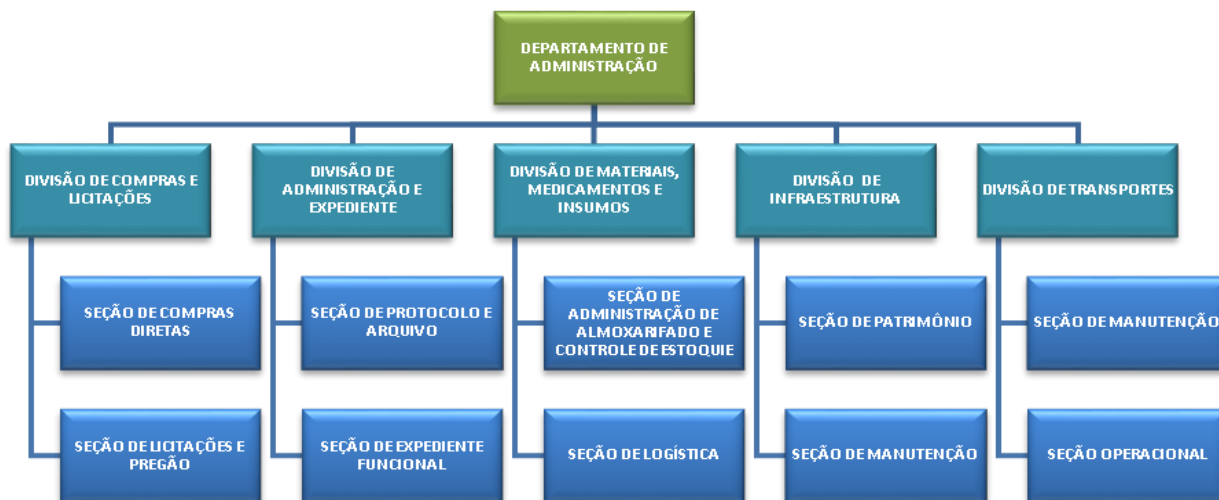 DEPARTAMENTO DE
ADMINISTRAÇÃO
DIVISÃO DE COMPRAS E
LICITAÇÕES
DIVISÃO DE
ADMINISTRAÇÃO E
EXPEDIENTE
DIVISÃO DE MATERIAIS,
MEDICAMENTOS E
INSUMOS
DIVISÃO DE
INFRAESTRUTURA
DIVISÃO DE TRANSPORTES
SEÇÃO DE COMPRAS
DIRETAS
SEÇÃO DE PROTOCOLO E
ARQUIVO
SEÇÃO DE
ADMINISTRAÇÃO DE
ALMOXARIFADO E
CONTROLE DE ESTOQUIE
SEÇÃO DE PATRIMÔNIO
SEÇÃO DE MANUTENÇÃO
SEÇÃO DE LICITAÇÕES E
PREGÃO
SEÇÃO DE EXPEDIENTE
FUNCIONAL
SEÇÃO DE LOGÍSTICA
SEÇÃO DE MANUTENÇÃO
SEÇÃO OPERACIONAL